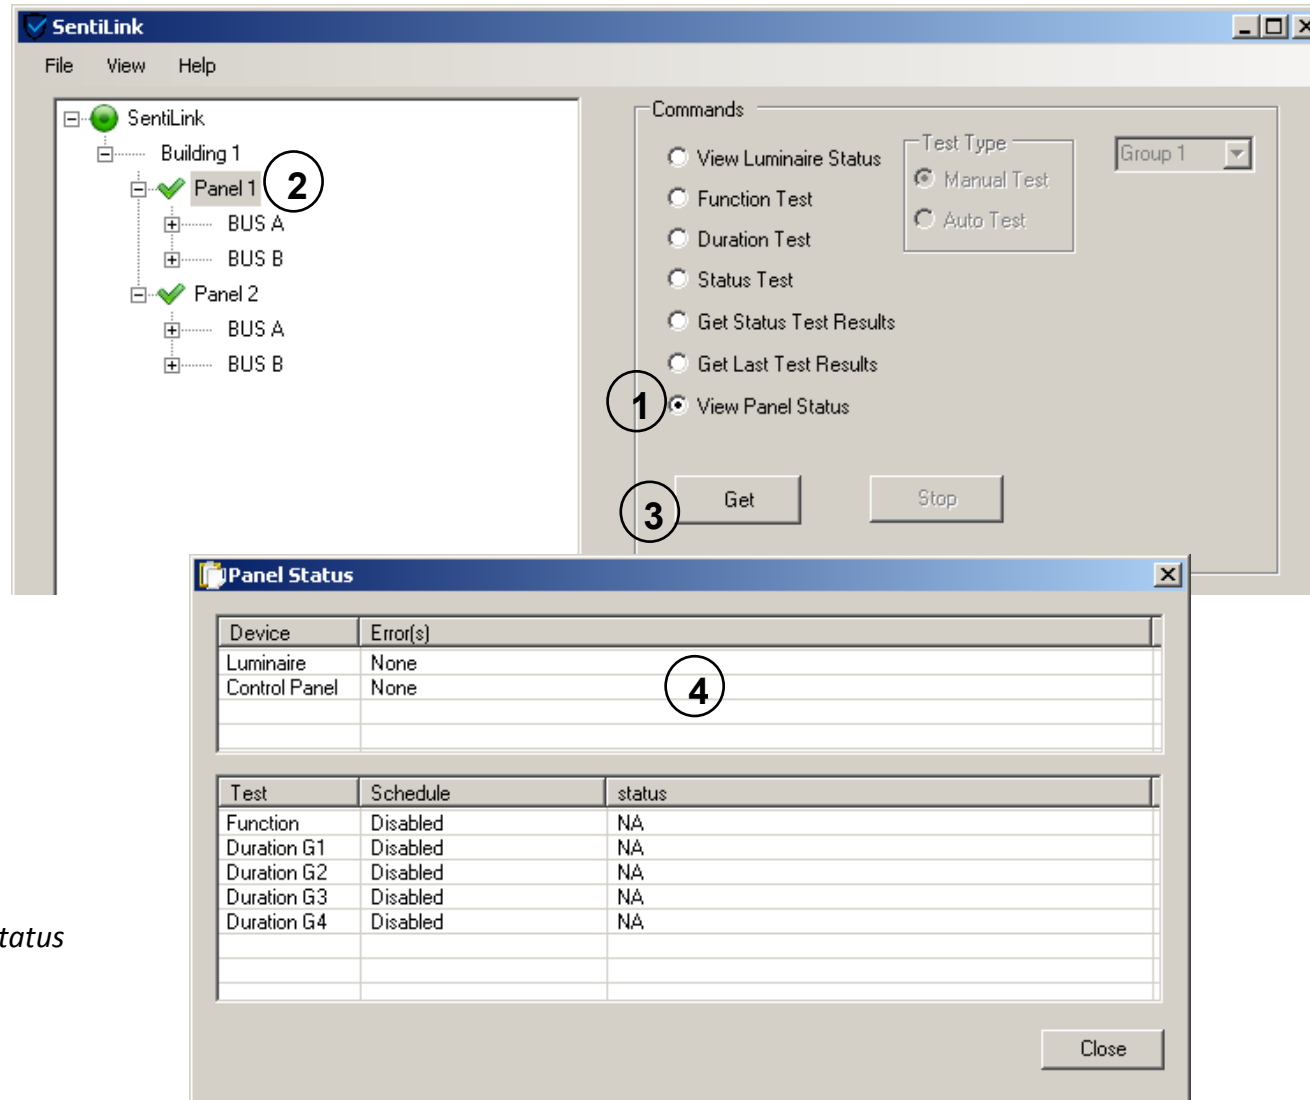 SentiLink
File View Help
SentiLink
Building 1
Panel 1
2
BUS A
BUS B
Panel 2
BUS A
BUS B
Commands
View Luminaire Status
Function Test
Duration Test
Status Test
Get Status Test Results
Get Last Test Results
1
View Panel Status
Test Type
Manual Test
Auto Test
Group 1
3
Get
Stop
Panel Status
Device Error(s)
Luminaire None
Control Panel None
4
Test Schedule status
Function Disabled NA
Duration G1 Disabled NA
Duration G2 Disabled NA
Duration G3 Disabled NA
Duration G4 Disabled NA
tatus
Close